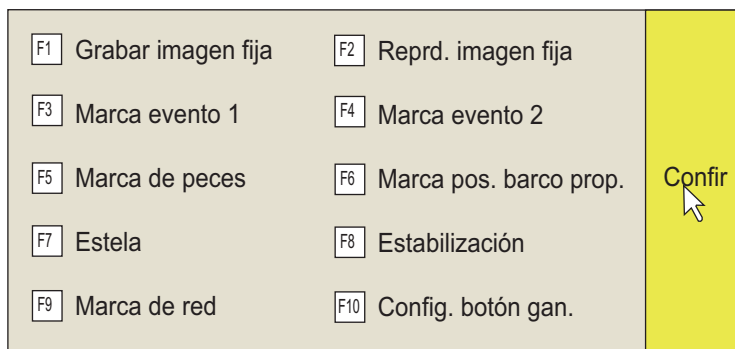 F1 Grabar imagen fija F2 Reprd. imagen fija
F3 Marca evento 1 F4 Marca evento 2
F5 Marca de peces F6 Marca pos. barco prop. Confir
F7 Estela F8 Estabilización
F9 Marca de red F10 Config. botón gan.